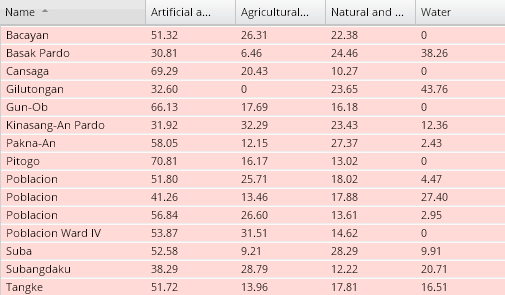 Name Artificial a... Agricultural... Natural and ... Water
Bacayan 51.32 26.31 22.38 0
Basak Pardo 30.81 6.46 24.46 38.26
Cansaga 69.29 20.43 10.27 0
Gilutongan 32.60 0 23.65 43.76
Gun-Ob 66.13 17.69 16.18 0
Kinasang-An Pardo 31.92 32.29 23.43 12.36
Pakna-An 58.05 12.15 27.37 2.43
Pitogo 70.81 16.17 13.02 0
Poblacion 51.80 25.71 18.02 4.47
Poblacion 41.26 13.46 17.88 27.40
Poblacion 56.84 26.60 13.61 2.95
Poblacion Ward IV 53.87 31.51 14.62 0
Suba 52.58 9.21 28.29 9.91
Subangdaku 38.29 28.79 12.22 20.71
Tangke 51.72 13.96 17.81 16.51